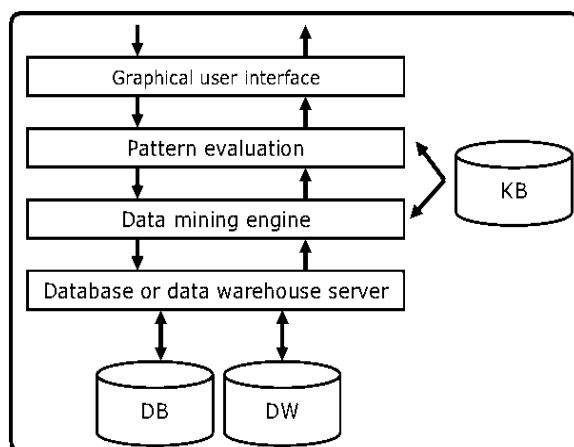 Graphical user interface
Pattern evaluation
KB
Data mining engine
Database or data warehouse server
DB
DW